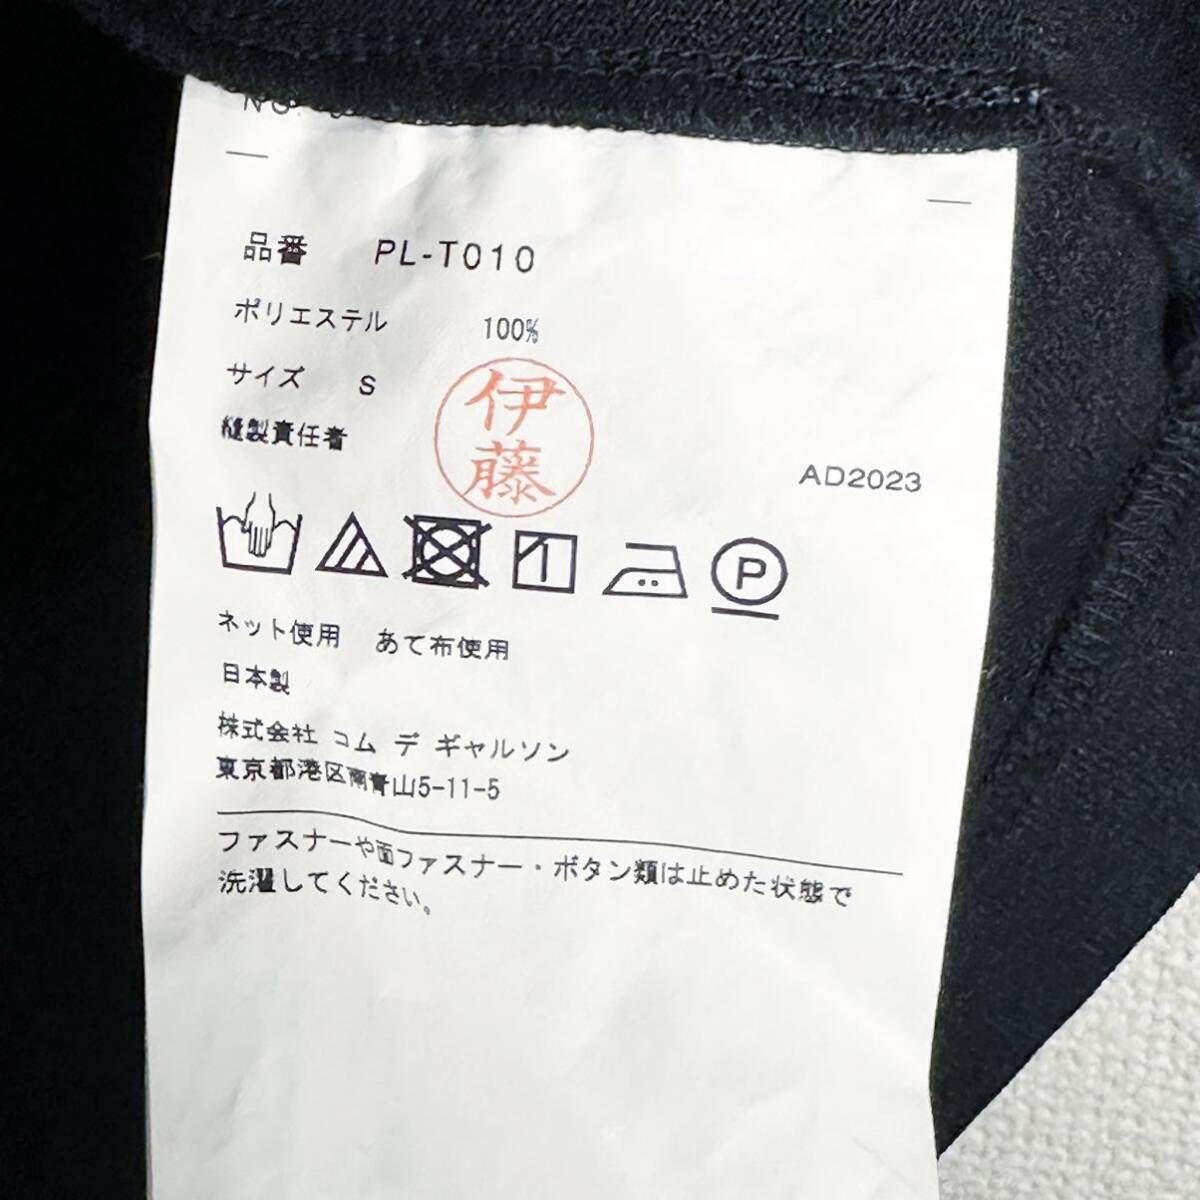 品番 PL-T010
ポリエステル 100%
サイズ S
縫製責任者
伊藤
AD2023
P
ネット使用 あて布使用
日本製
株式会社 コム デ ギャルソン
東京都港区南青山5-11-5
ファスナーや面ファスナー・ボタン類は止めた状態で
洗濯してください。